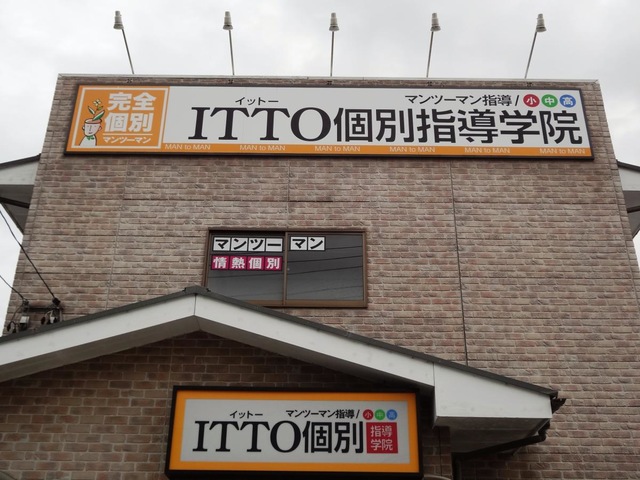 完全
個別
マンツーマン
イットー
マンツーマン指導/小中高
ITTO個別指導学院
MAN to MAN MAN to MAN MAN to MAN MAN to MAN MAN to MAN MAN to MAN
マンツーマン
情熱個別
イットー
マンツーマン指導/小中高
ITTO個別
指導
学院